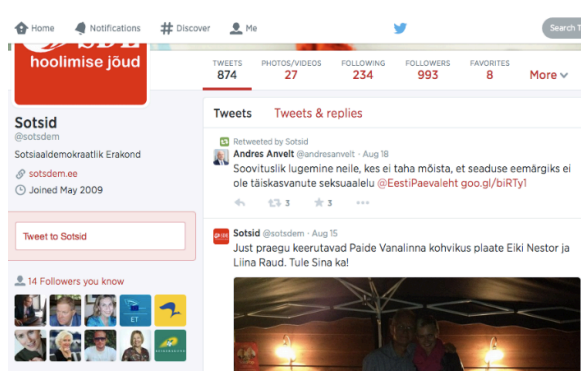 Home Notifications # Discover Me Search T
SDE
hoolimise jõud
TWEETS PHOTOS/VIDEOS FOLLOWING FOLLOWERS FAVORITES
874 27 234 993 8 More
Sotsid
@sotsdem
Sotsiaaldemokraatlik Erakond
sotsdem.ee
Joined May 2009
Tweet to Sotsid
14 Followers you know
ET
Tweets Tweets & replies
Retweeted by Sotsid
Andres Anvelt @andresanvelt · Aug 18
Soovituslik lugemine neile, kes ei taha mõista, et seaduse eemärgiks ei
ole täiskasvanute seksuaalelu @EestiPaevaleht goo.gl/biRTy1
3 3
Sotsid @sotsdem · Aug 15
Just praegu keerutavad Paide Vanalinna kohvikus plaate Eiki Nestor ja
Liina Raud. Tule Sina ka!